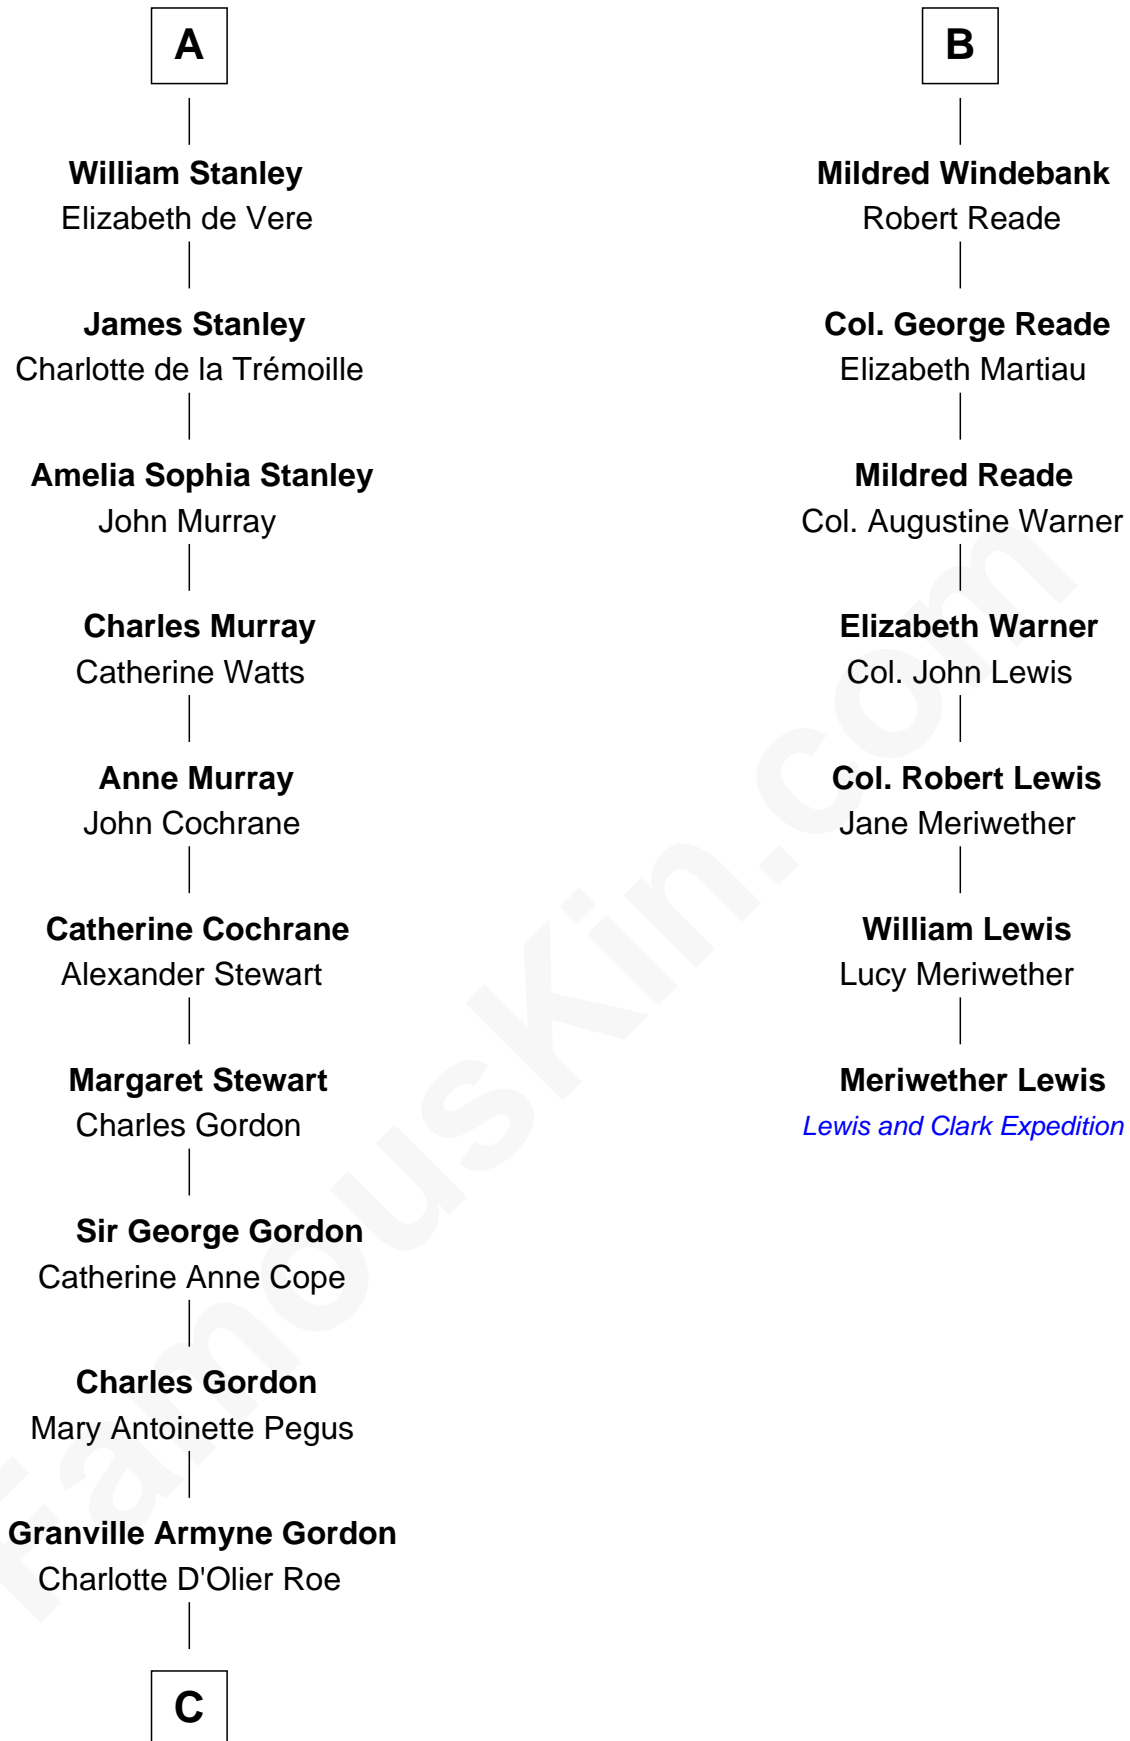 A
William Stanley
Elizabeth de Vere
James Stanley
Charlotte de la Trémoille
Amelia Sophia Stanley
John Murray
Charles Murray
Catherine Watts
Anne Murray
John Cochrane
Catherine Cochrane
Alexander Stewart
Margaret Stewart
Charles Gordon
Sir George Gordon
Catherine Anne Cope
Charles Gordon
Mary Antoinette Pegus
Granville Armyne Gordon
Charlotte D'Olier Roe
C
B
Mildred Windebank
Robert Reade
Col. George Reade
Elizabeth Martiau
Mildred Reade
Col. Augustine Warner
Elizabeth Warner
Col. John Lewis
Col. Robert Lewis
Jane Meriwether
William Lewis
Lucy Meriwether
Meriwether Lewis
Lewis and Clark Expedition
FamousKin.com